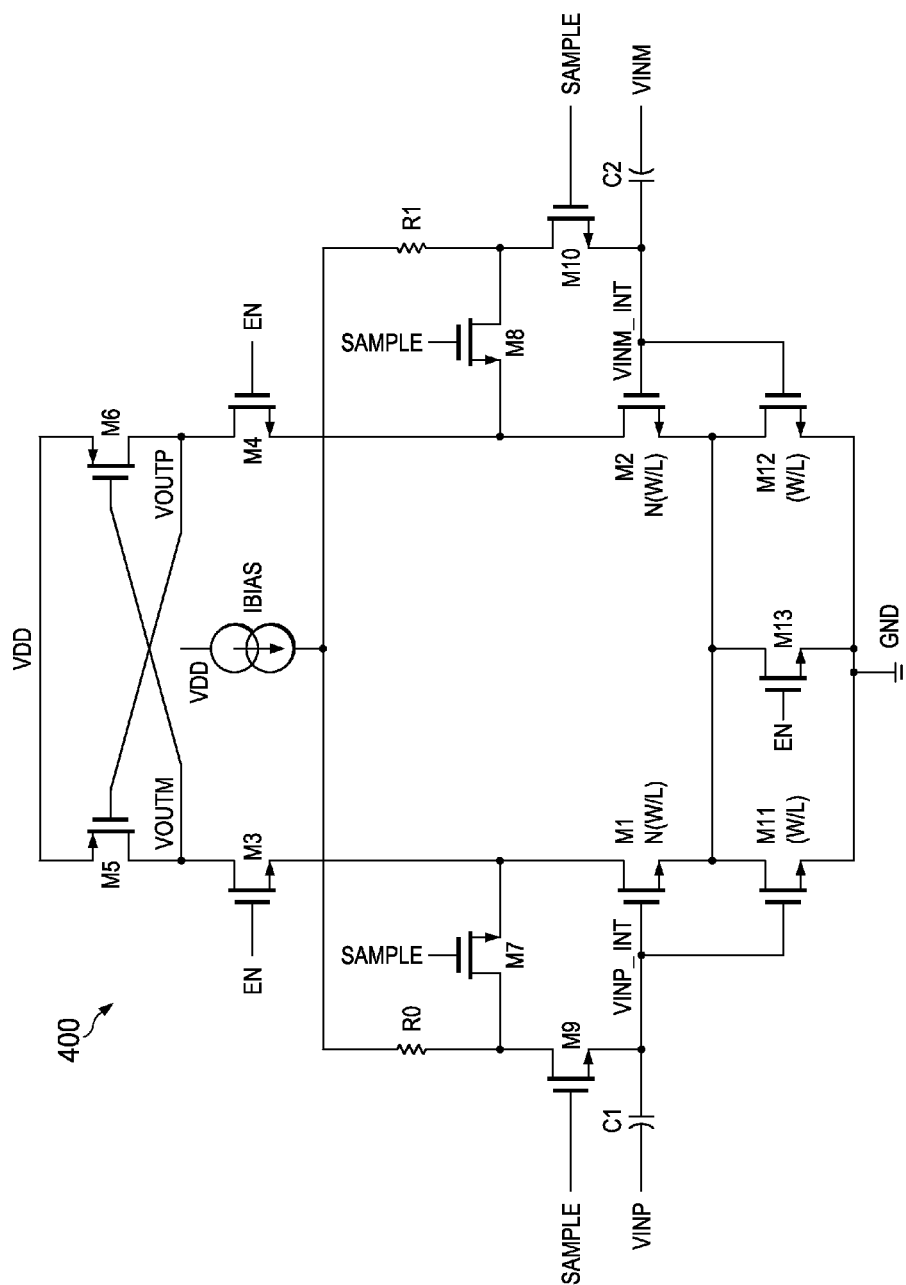 400
VDD
M5
M6
VOUTM
VOUTP
VDD
IBIAS
EN
M3
M4
EN
R0
R1
SAMPLE
M7
SAMPLE
M8
SAMPLE
M9
M10
SAMPLE
VINP
C1
VINP_INT
VINM_INT
C2
VINM
M1
N(W/L)
M2
N(W/L)
M11
(W/L)
EN
M13
M12
(W/L)
GND